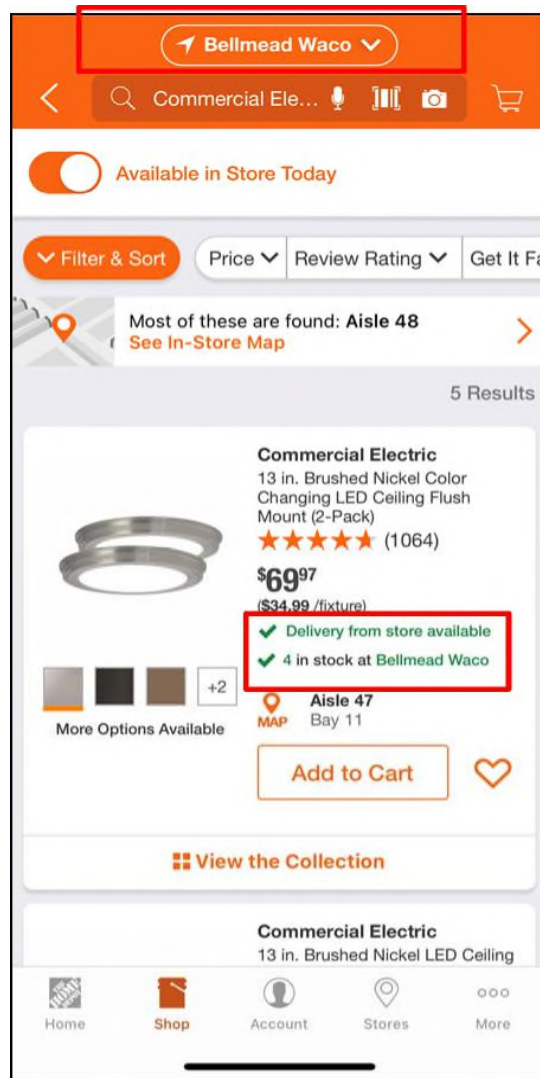 Bellmead Waco
Commercial Ele...
Available in Store Today
Filter & Sort
Price
Review Rating
Get It Fa
Most of these are found: Aisle 48
See In-Store Map
5 Results
Commercial Electric
13 in. Brushed Nickel Color
Changing LED Ceiling Flush
Mount (2-Pack)
(1064)
$69⁹⁷
($34.99 /fixture)
Delivery from store available
4 in stock at Bellmead Waco
+2
More Options Available
MAP
Aisle 47
Bay 11
Add to Cart
View the Collection
Commercial Electric
13 in. Brushed Nickel LED Ceiling
Home
Shop
Account
Stores
More